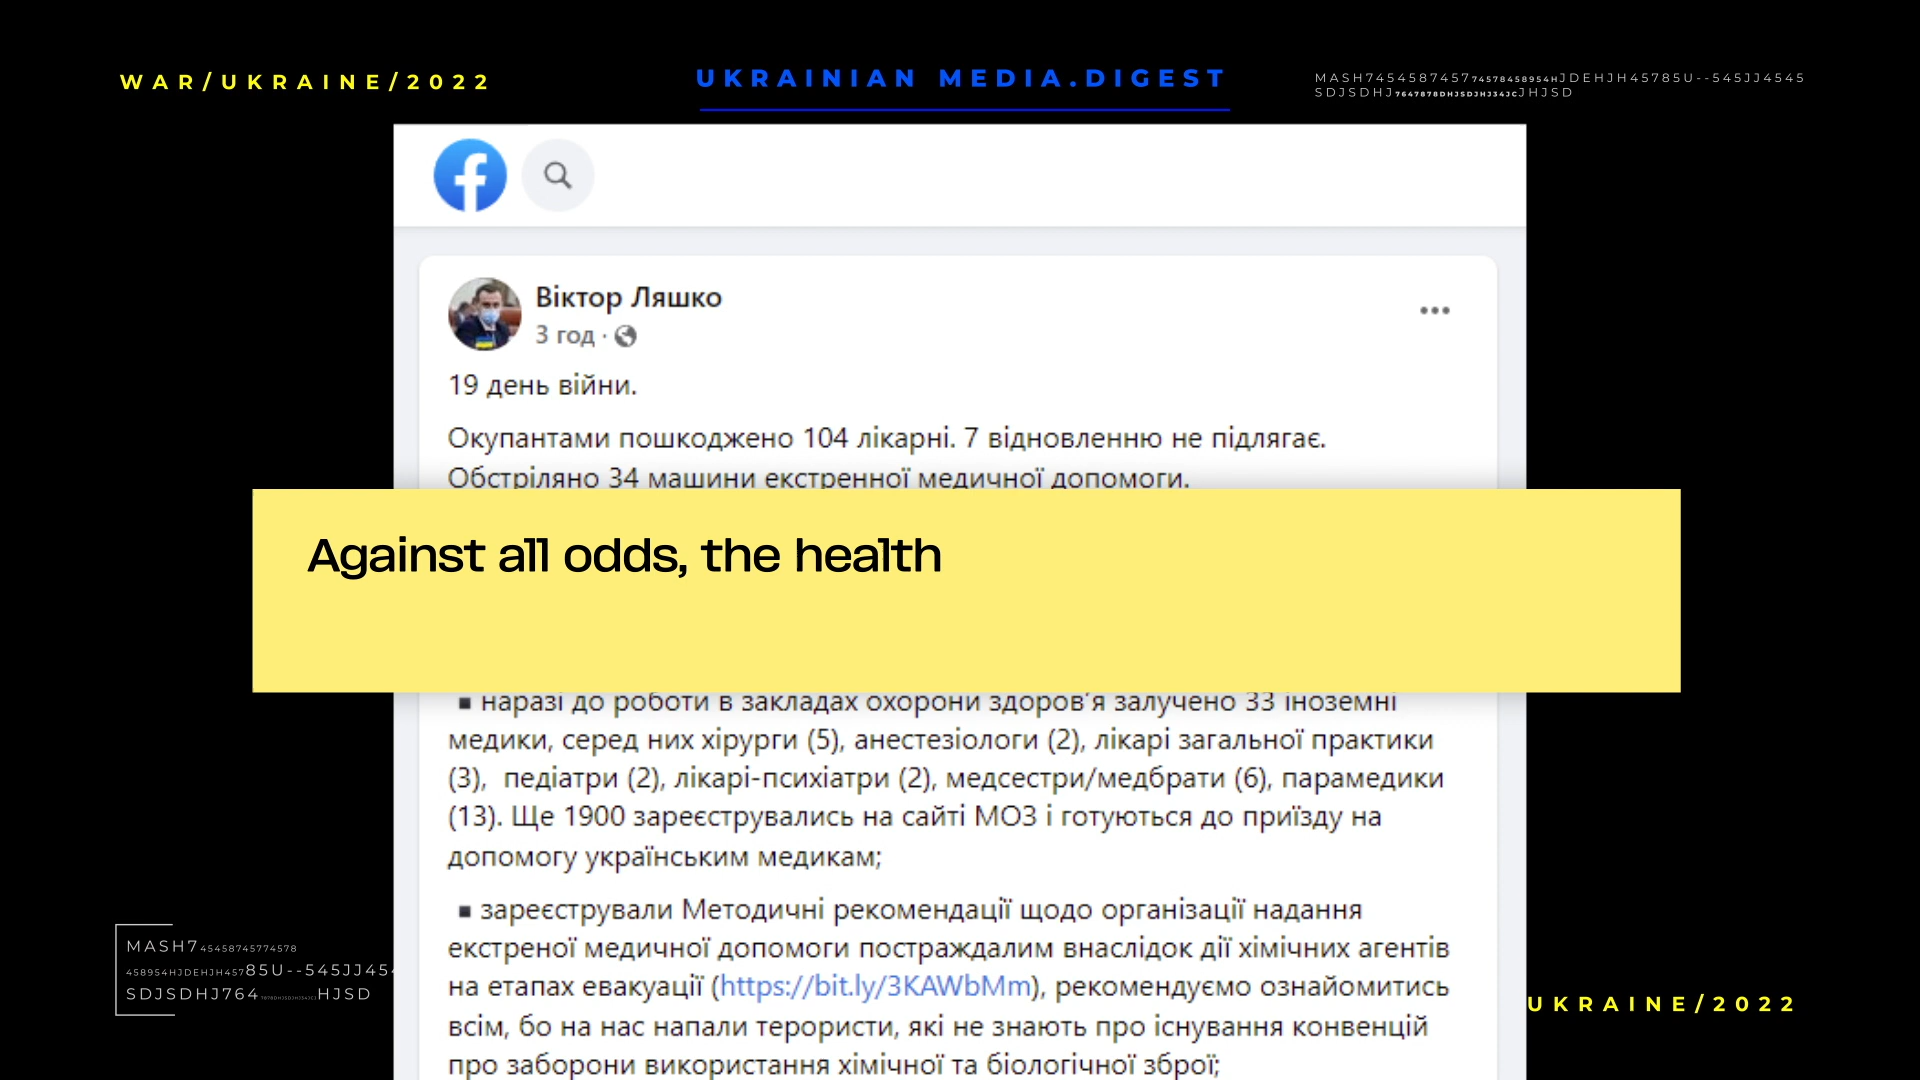 WAR/UKRAINE/2022
UKRAINIAN MEDIA.DIGEST
MASH745458745774578458954HJDEHJH45785U--545JJ4545
SDJSDHJ7647878DHJSDJHJ34JCJHJSD
Віктор Ляшко
3 год ·
19 день війни.
Окупантами пошкоджено 104 лікарні. 7 відновленню не підлягає.
Обстріляно 34 машини екстренної медичної допомоги.
Against all odds, the health
▪ наразі до роботи в закладах охорони здоров’я залучено 33 іноземні
медики, серед них хірурги (5), анестезіологи (2), лікарі загальної практики
(3), педіатри (2), лікарі-психіатри (2), медсестри/медбрати (6), парамедики
(13). Ще 1900 зареєструвались на сайті МОЗ і готуються до приїзду на
допомогу українським медикам;
▪ зареєстрували Методичні рекомендації щодо організації надання
екстреної медичної допомоги постраждалим внаслідок дії хімічних агентів
на етапах евакуації (https://bit.ly/3KAWbMm), рекомендуємо ознайомитись
всім, бо на нас напали терористи, які не знають про існування конвенцій
про заборони використання хімічної та біологічної зброї;
MASH745458745774578
458954HJDEHJH45785U--545JJ454
SDJSDHJ764 HJSD
UKRAINE/2022